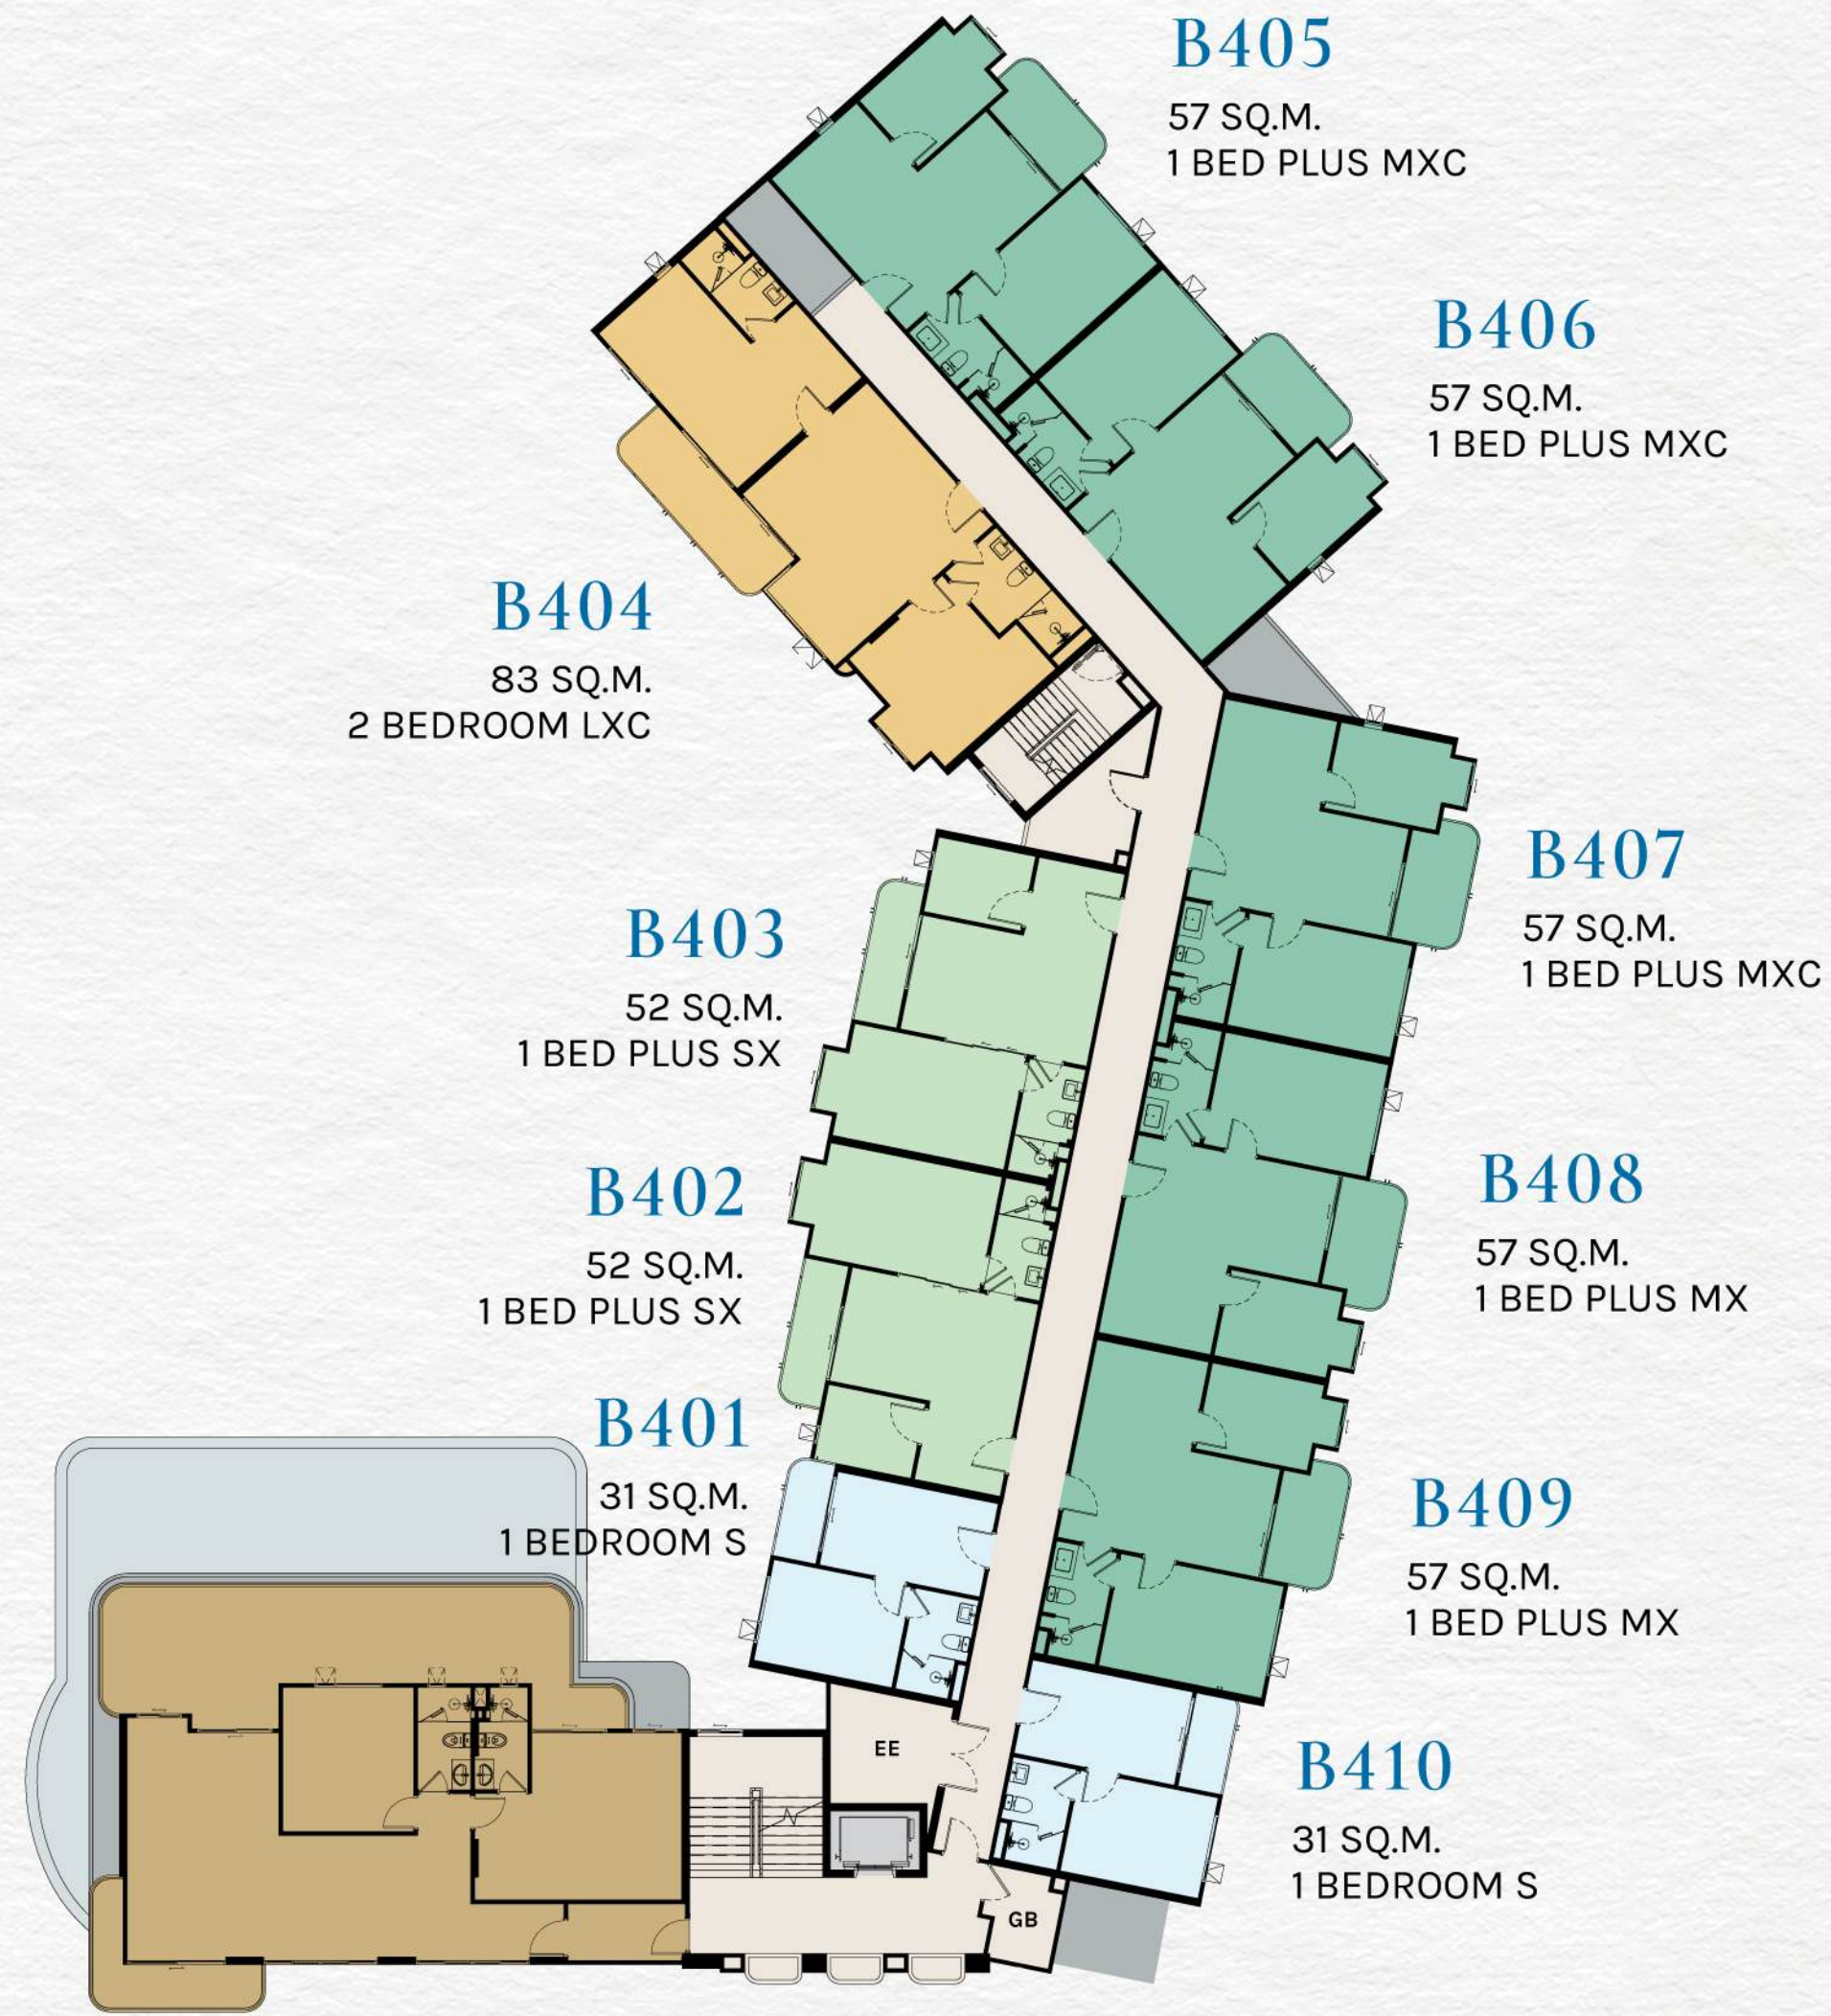 B405
57 SQ.M.
1 BED PLUS MXC
B406
57 SQ.M.
1 BED PLUS MXC
B404
83 SQ.M.
2 BEDROOM LXC
B407
57 SQ.M.
1 BED PLUS MXC
B403
52 SQ.M.
1 BED PLUS SX
B402
52 SQ.M.
1 BED PLUS SX
B408
57 SQ.M.
1 BED PLUS MX
B401
31 SQ.M.
1 BEDROOM S
B409
57 SQ.M.
1 BED PLUS MX
EE
B410
31 SQ.M.
1 BEDROOM S
GB